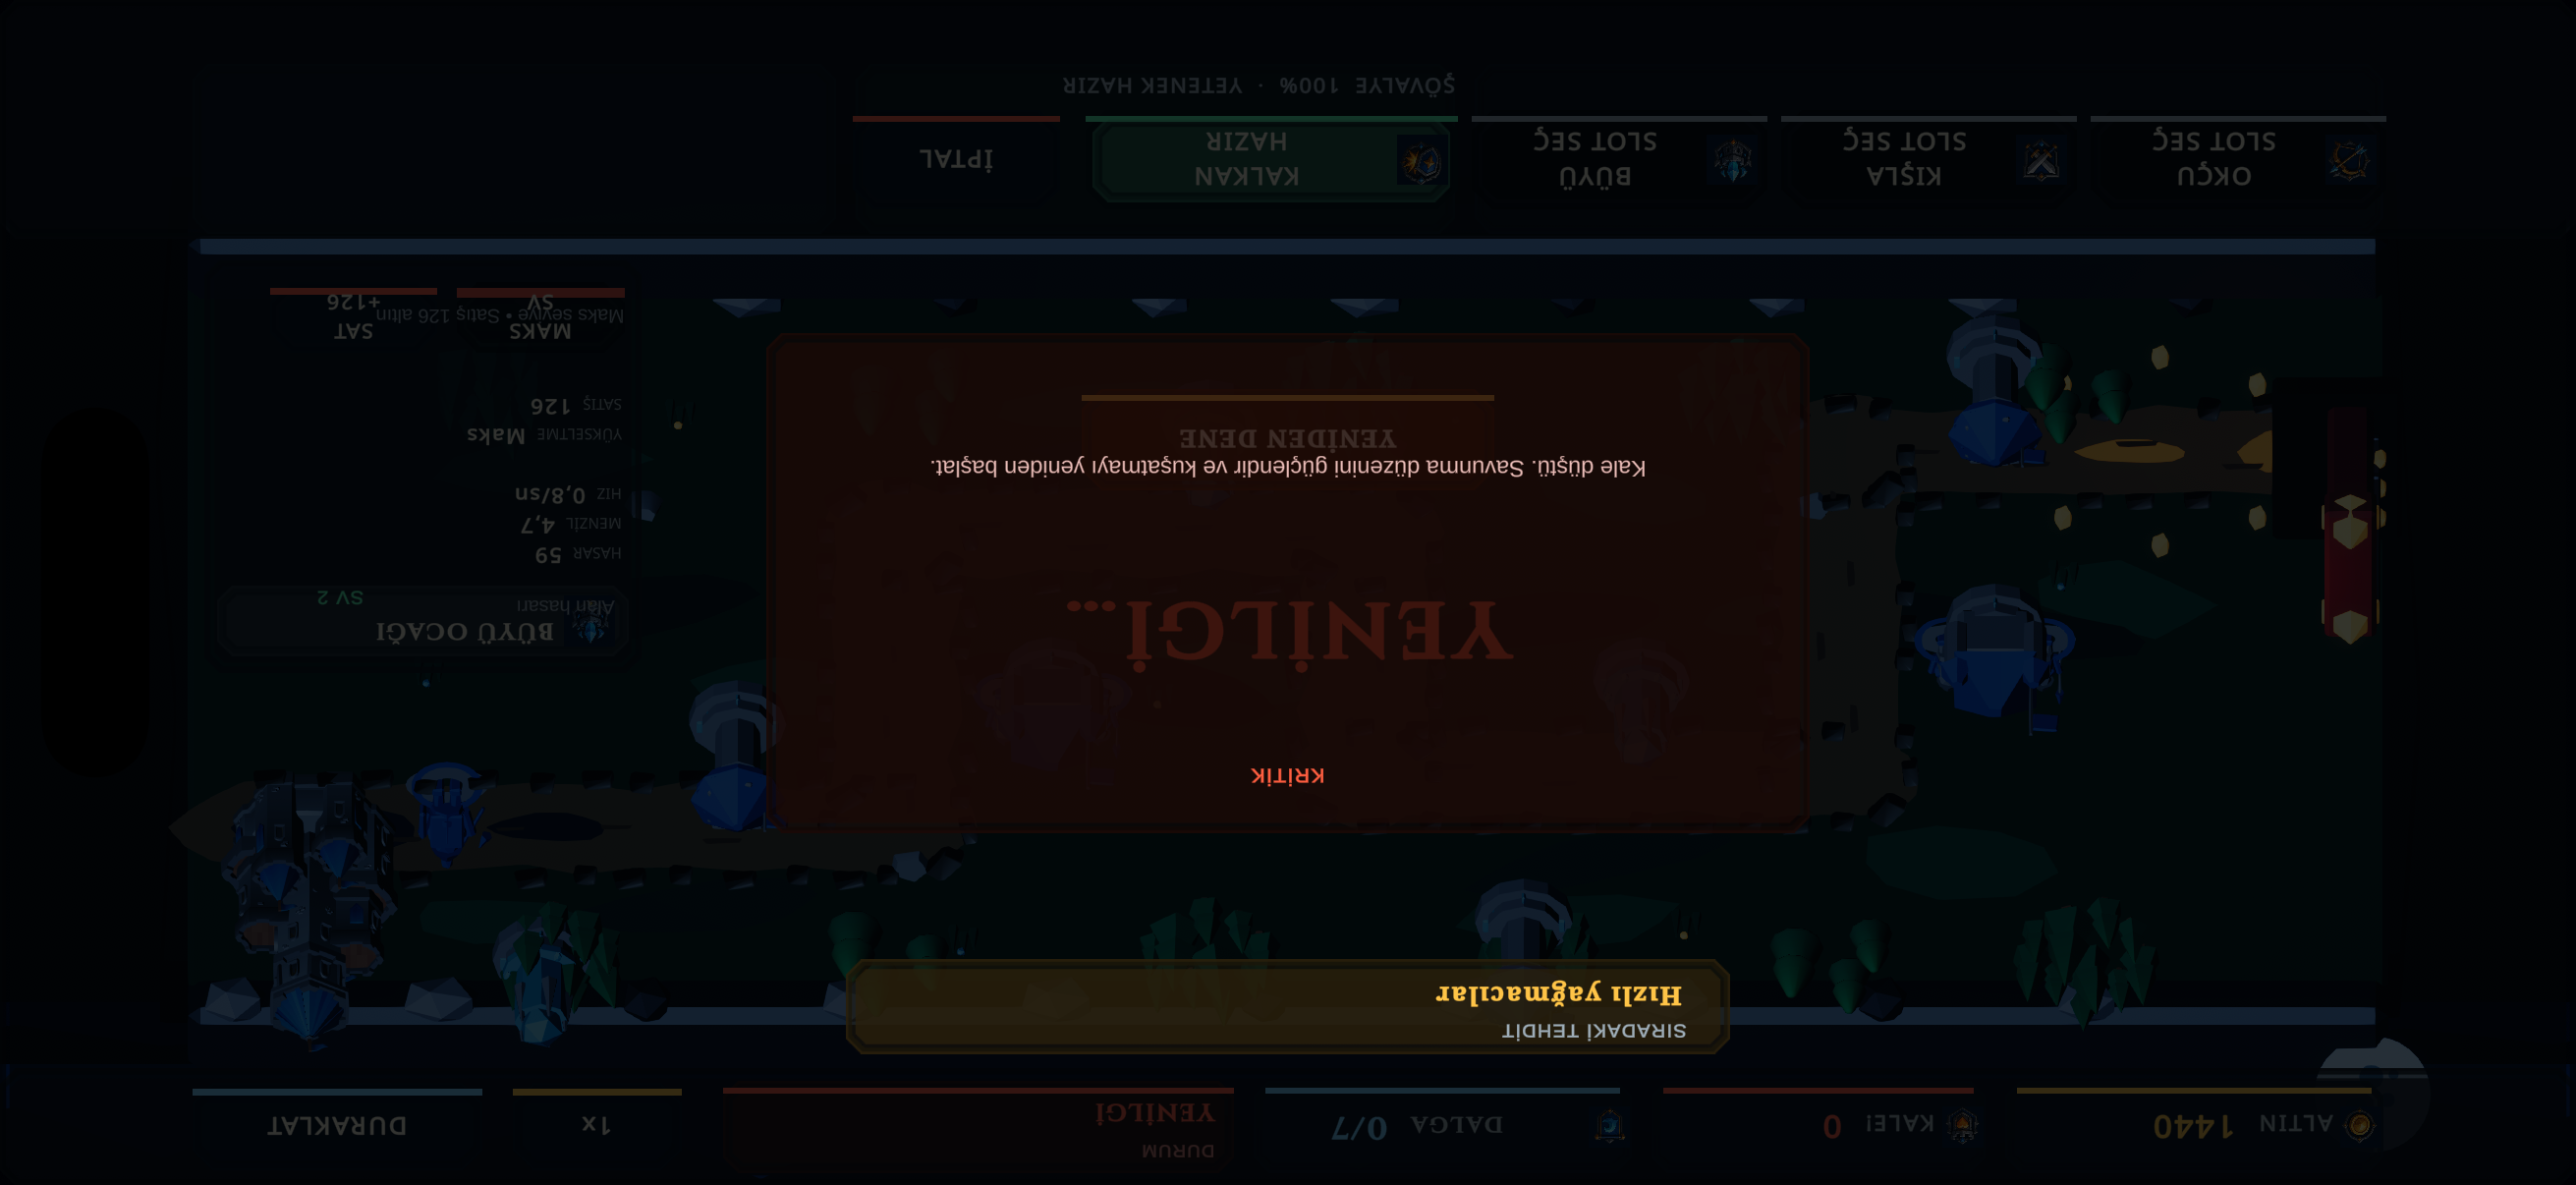 ALTIN 1440
KALE! 0
DALGA 0/7
DURUM
YENİLGİ
1x
DURAKLAT
SIRADAKİ TEHDİT
Hızlı yağmacılar
KRİTİK
YENİLGİ...
Kale düştü. Savunma düzenini güçlendir ve kuşatmayı yeniden başlat.
YENİDEN DENE
BÜYÜ OCAĞI
Alan hasarı
SV 2
HASAR 59
MENZİL 4,7
HIZ 0,8/sn
YÜKSELTME Maks
SATIŞ 126
Maks seviye • Satış 126 altın
MAKS
SV
SAT
+126
OKÇU
SLOT SEÇ
KIŞLA
SLOT SEÇ
BÜYÜ
SLOT SEÇ
KALKAN
HAZIR
İPTAL
ŞÖVALYE 100% · YETENEK HAZIR